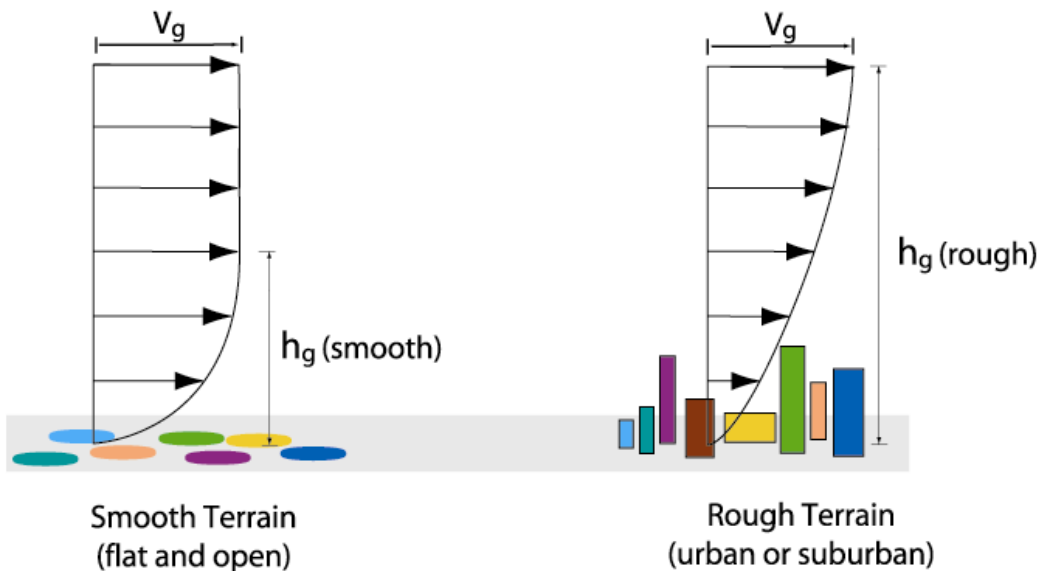 Vg
Vg
hg (smooth)
hg (rough)
Smooth Terrain
(flat and open)
Rough Terrain
(urban or suburban)